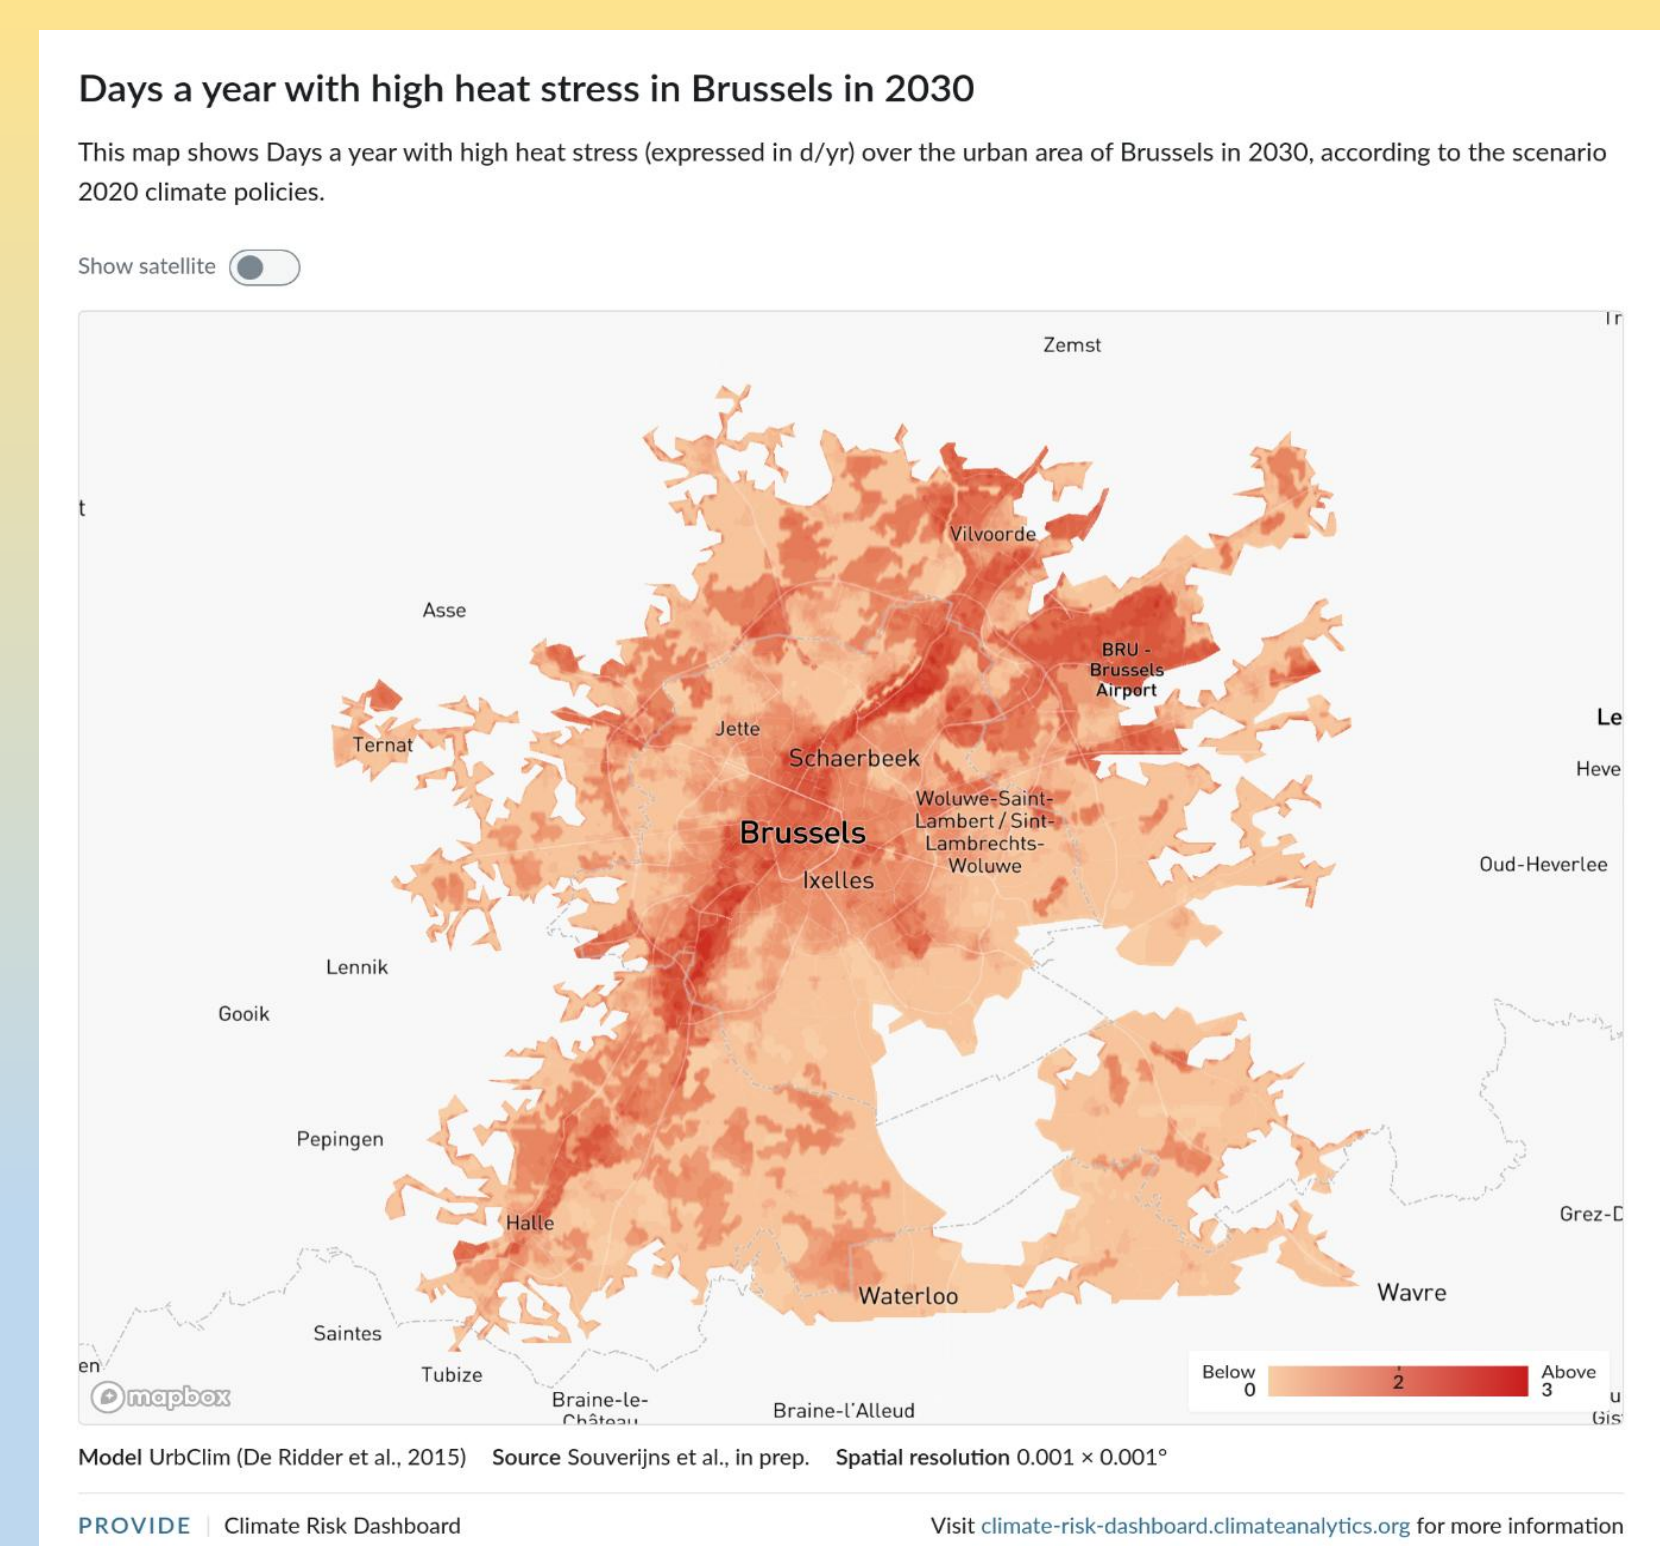 Days a year with high heat stress in Brussels in 2030
This map shows Days a year with high heat stress (expressed in d/yr) over the urban area of Brussels in 2030, according to the scenario
2020 climate policies.
Show satellite
Zemst
t
Vilvoorde
Asse
BRU -
Brussels
Airport
Le
Jette
Ternat
Schaerbeek
Heve
Woluwe-Saint-
Lambert / Sint-
Lambrechts-
Woluwe
Brussels
Oud-Heverlee
Ixelles
Lennik
Gooik
Pepingen
Grez-D
Halle
Wavre
Waterloo
Saintes
en
Tubize
Below
0
2
Above
3
mapbox
Braine-le-
Château
Braine-l'Alleud
u
Gis
Model UrbClim (De Ridder et al., 2015) Source Souverijns et al., in prep. Spatial resolution 0.001 × 0.001°
PROVIDE | Climate Risk Dashboard
Visit climate-risk-dashboard.climateanalytics.org for more information